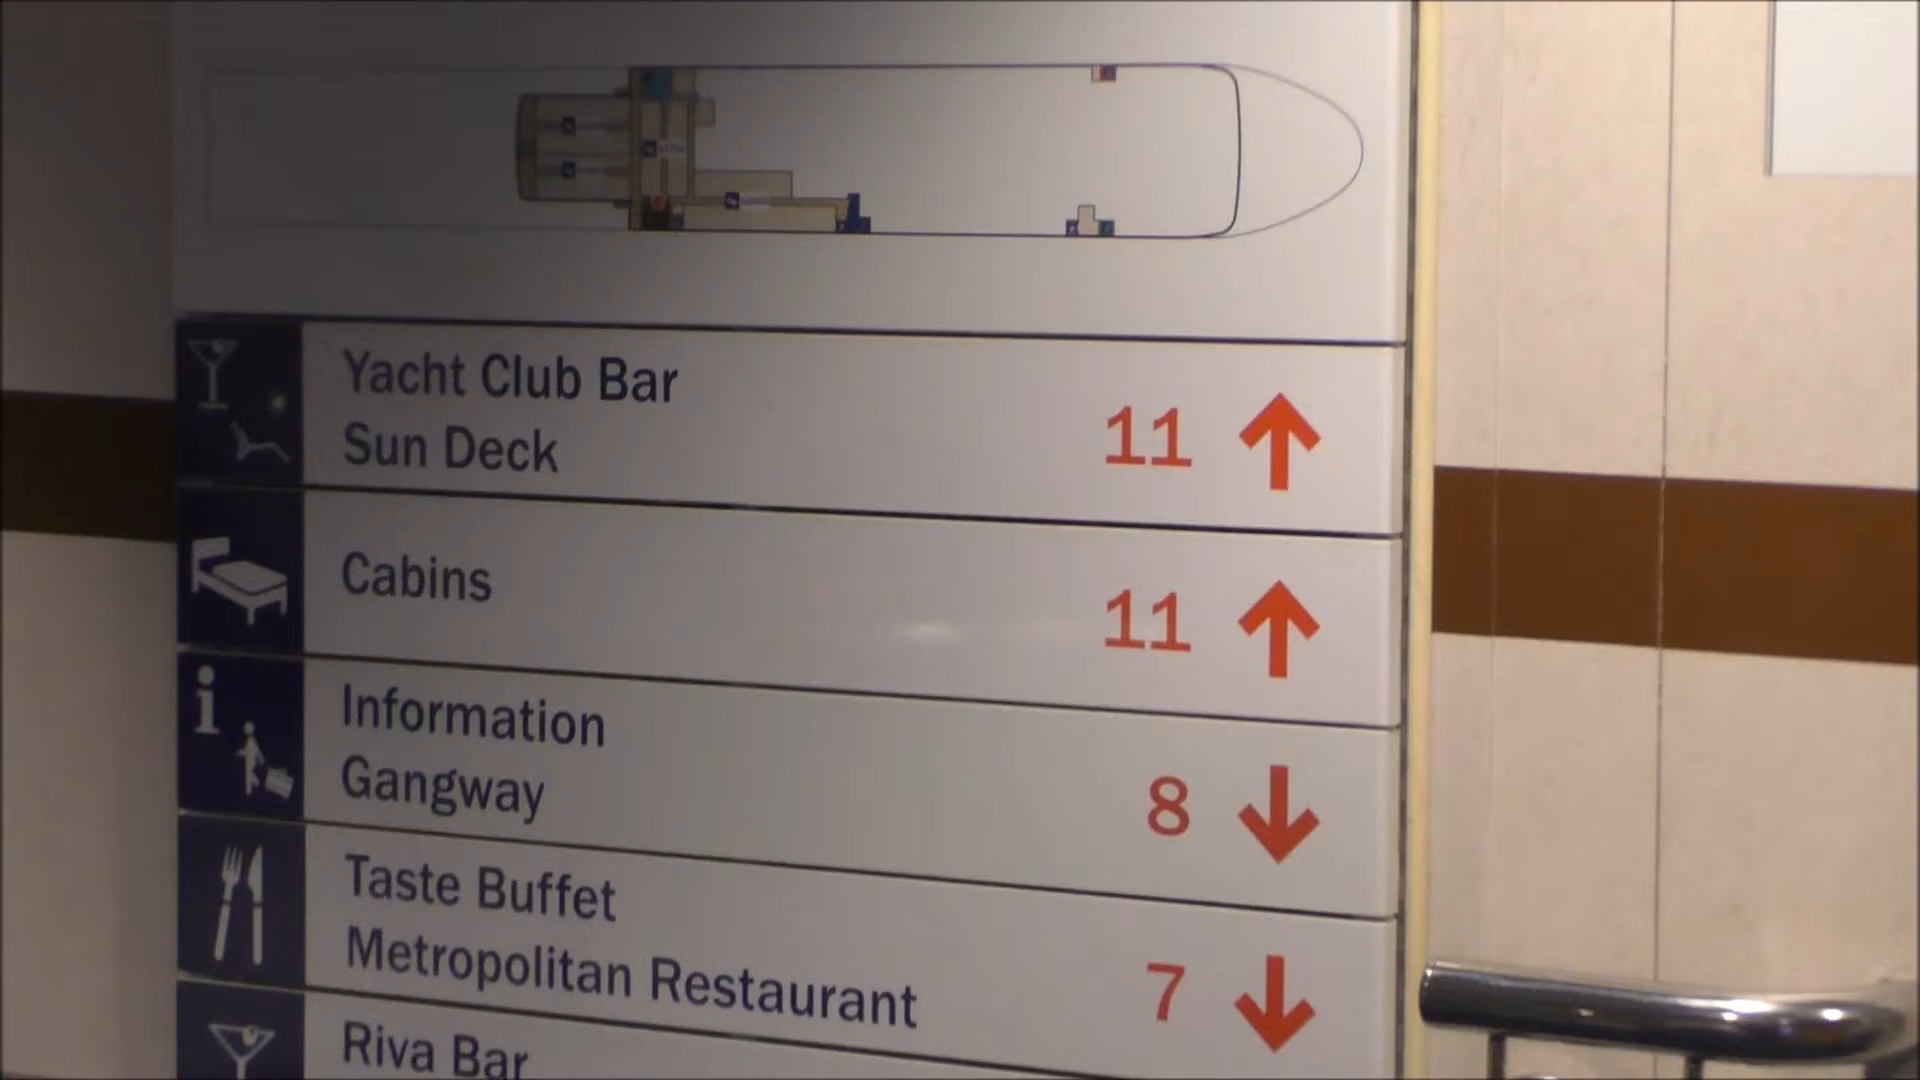 Yacht Club Bar
Sun Deck
11
Cabins
11
Information
Gangway
8
Taste Buffet
Metropolitan Restaurant
7
Riva Bar